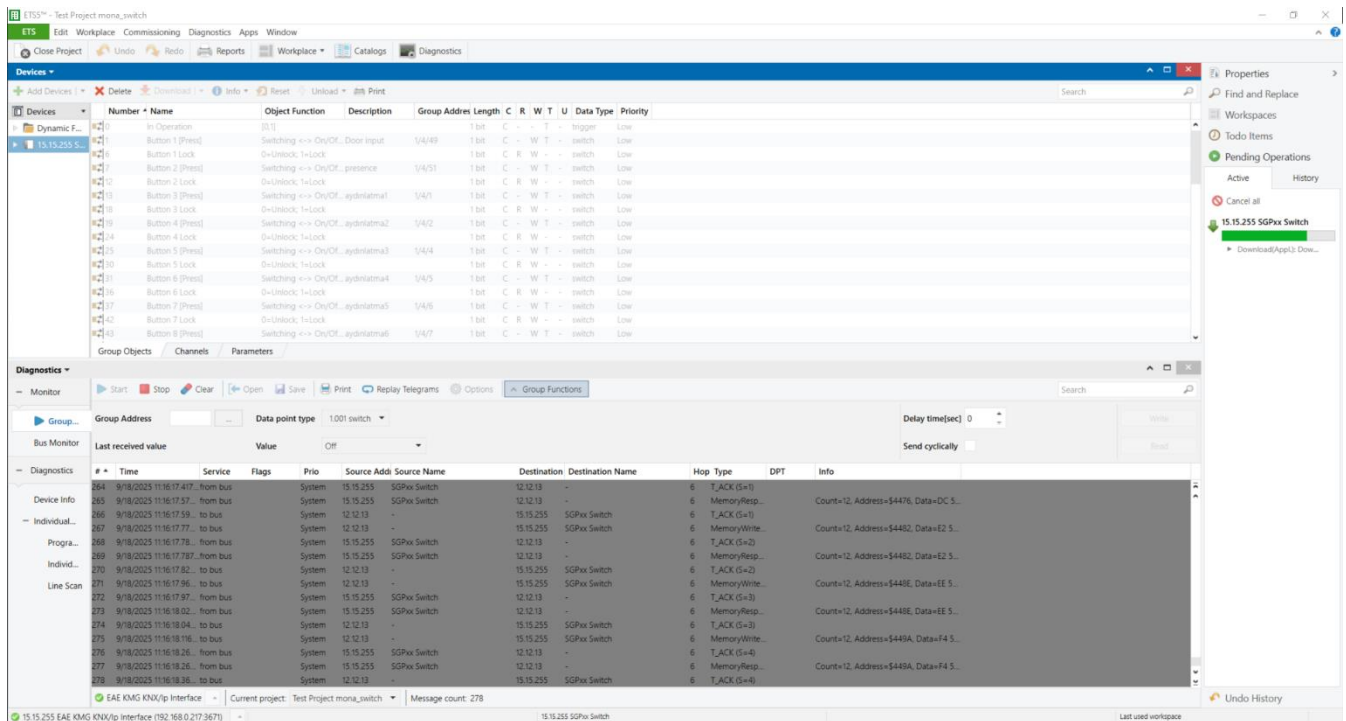 ETS5™ - Test Project mona_switch
ETS Edit Workplace Commissioning Diagnostics Apps Window
Close Project Undo Redo Reports Workplace Catalogs Diagnostics
Devices
Add Devices Delete Download Info Reset Unload Print Search
Devices Number Name Object Function Description Group Addres Length C R W T U Data Type Priority
Dynamic F... 0 In Operation [0,1] 1 bit C - - T - trigger Low
15.15.255 S... 1 Button 1 [Press] Switching <-> On/Of... Door Input 1/4/49 1 bit C - W T - switch Low
6 Button 1 Lock 0=Unlock; 1=Lock 1 bit C R W - - switch Low
7 Button 2 [Press] Switching <-> On/Of... presence 1/4/51 1 bit C - W T - switch Low
12 Button 2 Lock 0=Unlock; 1=Lock 1 bit C R W - - switch Low
13 Button 3 [Press] Switching <-> On/Of... aydınlatma1 1/4/1 1 bit C - W T - switch Low
18 Button 3 Lock 0=Unlock; 1=Lock 1 bit C R W - - switch Low
19 Button 4 [Press] Switching <-> On/Of... aydınlatma2 1/4/2 1 bit C - W T - switch Low
24 Button 4 Lock 0=Unlock; 1=Lock 1 bit C R W - - switch Low
25 Button 5 [Press] Switching <-> On/Of... aydınlatma3 1/4/4 1 bit C - W T - switch Low
30 Button 5 Lock 0=Unlock; 1=Lock 1 bit C R W - - switch Low
31 Button 6 [Press] Switching <-> On/Of... aydınlatma4 1/4/5 1 bit C - W T - switch Low
36 Button 6 Lock 0=Unlock; 1=Lock 1 bit C R W - - switch Low
37 Button 7 [Press] Switching <-> On/Of... aydınlatma5 1/4/6 1 bit C - W T - switch Low
42 Button 7 Lock 0=Unlock; 1=Lock 1 bit C R W - - switch Low
43 Button 8 [Press] Switching <-> On/Of... aydınlatma6 1/4/7 1 bit C - W T - switch Low
Group Objects Channels Parameters
Properties
Find and Replace
Workspaces
Todo Items
Pending Operations
Active History
Cancel all
15.15.255 SGPxx Switch
Download(Appl.): Dow...
Diagnostics
Monitor Start Stop Clear Open Save Print Replay Telegrams Options Group Functions Search
Group... Group Address ... Data point type 1.001 switch Delay time[sec] 0 Write
Bus Monitor Last received value Value Off Send cyclically Read
Diagnostics # Time Service Flags Prio Source Addr Source Name Destination Destination Name Hop Type DPT Info
Device Info
Individual...
Progra...
Individ...
Line Scan
264 9/18/2025 11:16:17.417... from bus System 15.15.255 SGPxx Switch 12.12.13 - 6 T_ACK (S=1)
265 9/18/2025 11:16:17.57... from bus System 15.15.255 SGPxx Switch 12.12.13 - 6 MemoryResp... Count=12, Address=$4476, Data=DC 5...
266 9/18/2025 11:16:17.59... to bus System 12.12.13 - 15.15.255 SGPxx Switch 6 T_ACK (S=1)
267 9/18/2025 11:16:17.77... to bus System 12.12.13 - 15.15.255 SGPxx Switch 6 MemoryWrite... Count=12, Address=$4482, Data=E2 5...
268 9/18/2025 11:16:17.78... from bus System 15.15.255 SGPxx Switch 12.12.13 - 6 T_ACK (S=2)
269 9/18/2025 11:16:17.787... from bus System 15.15.255 SGPxx Switch 12.12.13 - 6 MemoryResp... Count=12, Address=$4482, Data=E2 5...
270 9/18/2025 11:16:17.82... to bus System 12.12.13 - 15.15.255 SGPxx Switch 6 T_ACK (S=2)
271 9/18/2025 11:16:17.96... to bus System 12.12.13 - 15.15.255 SGPxx Switch 6 MemoryWrite... Count=12, Address=$448E, Data=EE 5...
272 9/18/2025 11:16:17.97... from bus System 15.15.255 SGPxx Switch 12.12.13 - 6 T_ACK (S=3)
273 9/18/2025 11:16:18.02... from bus System 15.15.255 SGPxx Switch 12.12.13 - 6 MemoryResp... Count=12, Address=$448E, Data=EE 5...
274 9/18/2025 11:16:18.04... to bus System 12.12.13 - 15.15.255 SGPxx Switch 6 T_ACK (S=3)
275 9/18/2025 11:16:18.116... to bus System 12.12.13 - 15.15.255 SGPxx Switch 6 MemoryWrite... Count=12, Address=$449A, Data=F4 5...
276 9/18/2025 11:16:18.26... from bus System 15.15.255 SGPxx Switch 12.12.13 - 6 T_ACK (S=4)
277 9/18/2025 11:16:18.26... from bus System 15.15.255 SGPxx Switch 12.12.13 - 6 MemoryResp... Count=12, Address=$449A, Data=F4 5...
278 9/18/2025 11:16:18.36... to bus System 12.12.13 - 15.15.255 SGPxx Switch 6 T_ACK (S=4)
EAE KMG KNX/Ip Interface Current project: Test Project mona_switch Message count: 278
Undo History
15.15.255 EAE KMG KNX/Ip Interface (192.168.0.217:3671) 15.15.255 SGPxx Switch Last used workspace